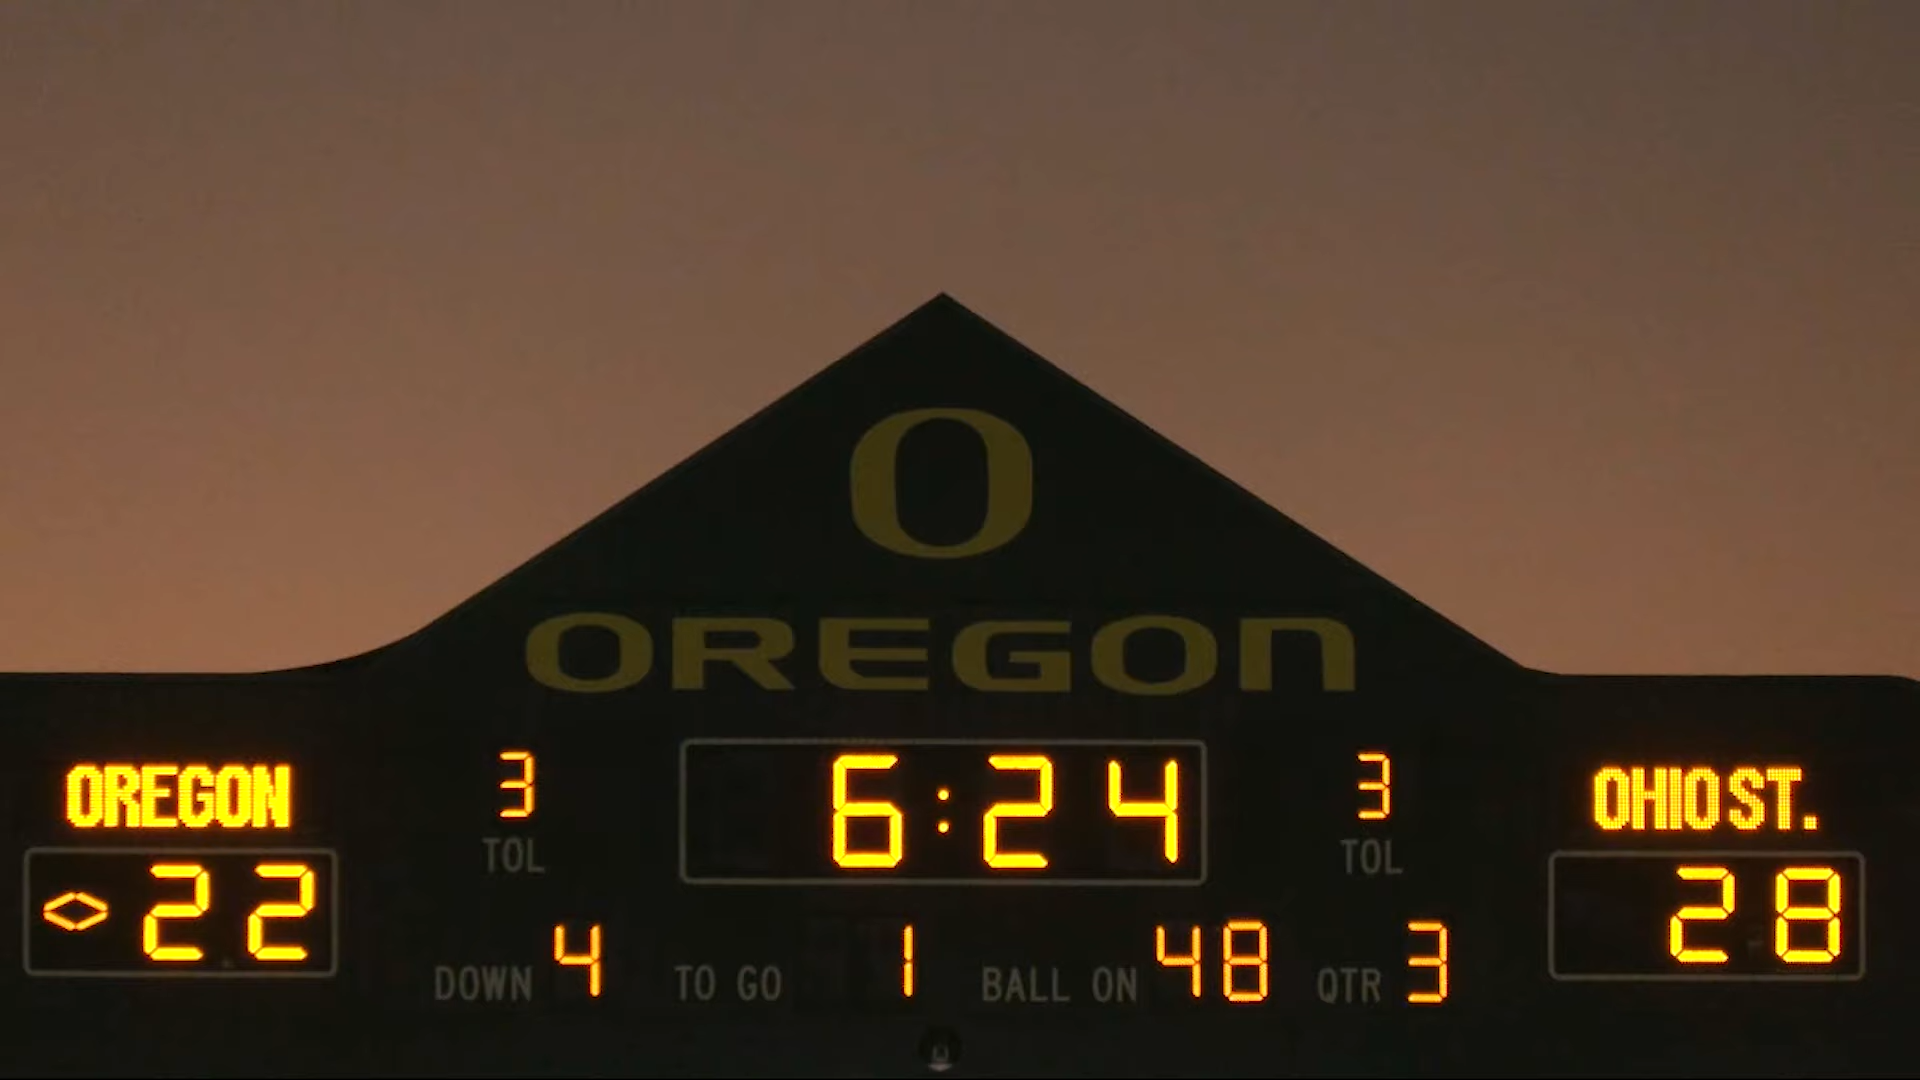 O
OREGON
OREGON 3 6:24 3 OHIO ST.
TOL TOL
22 28
DOWN 4 TO GO 1 BALL ON 48 QTR 3